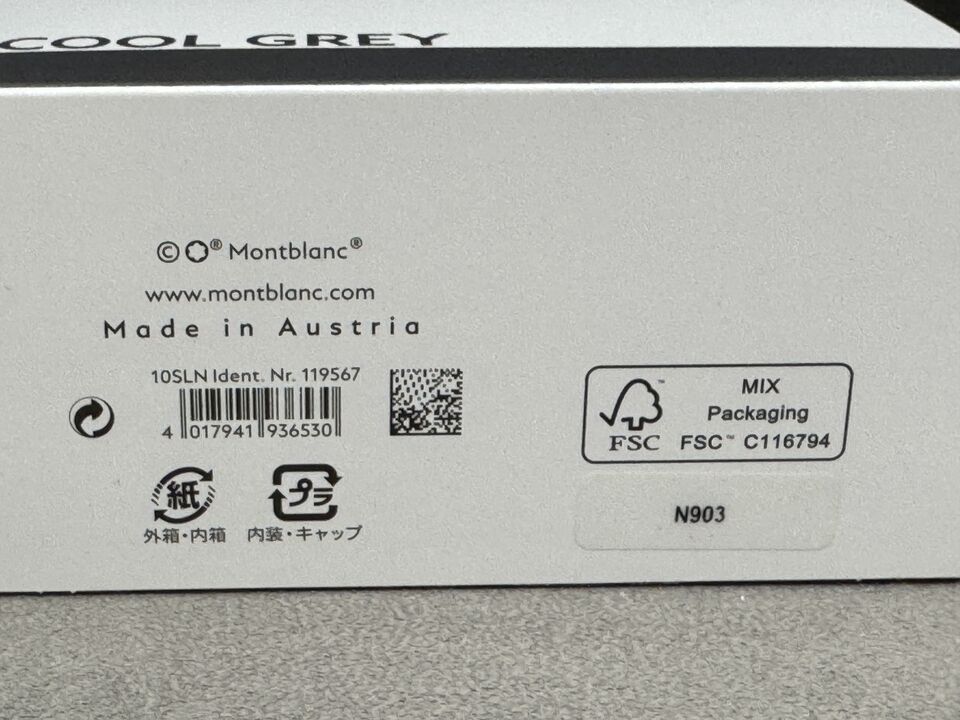 COOL GREY
© ® Montblanc®
www.montblanc.com
Made in Austria
10SLN Ident. Nr. 119567
4 017941 936530
紙
プラ
外箱・内箱
内装・キャップ
FSC™
MIX
Packaging
FSC™ C116794
N903